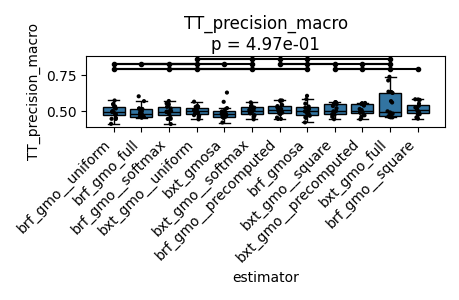 TT_precision_macro
p = 4.97e-01
TT_precision_macro
0.75
0.50
brf_gmo__uniform
brf_gmo_full
brf_gmo__softmax
bxt_gmo__uniform
bxt_gmosa
bxt_gmo__softmax
brf_gmo__precomputed
brf_gmosa
bxt_gmo__square
bxt_gmo__precomputed
bxt_gmo_full
brf_gmo__square
estimator